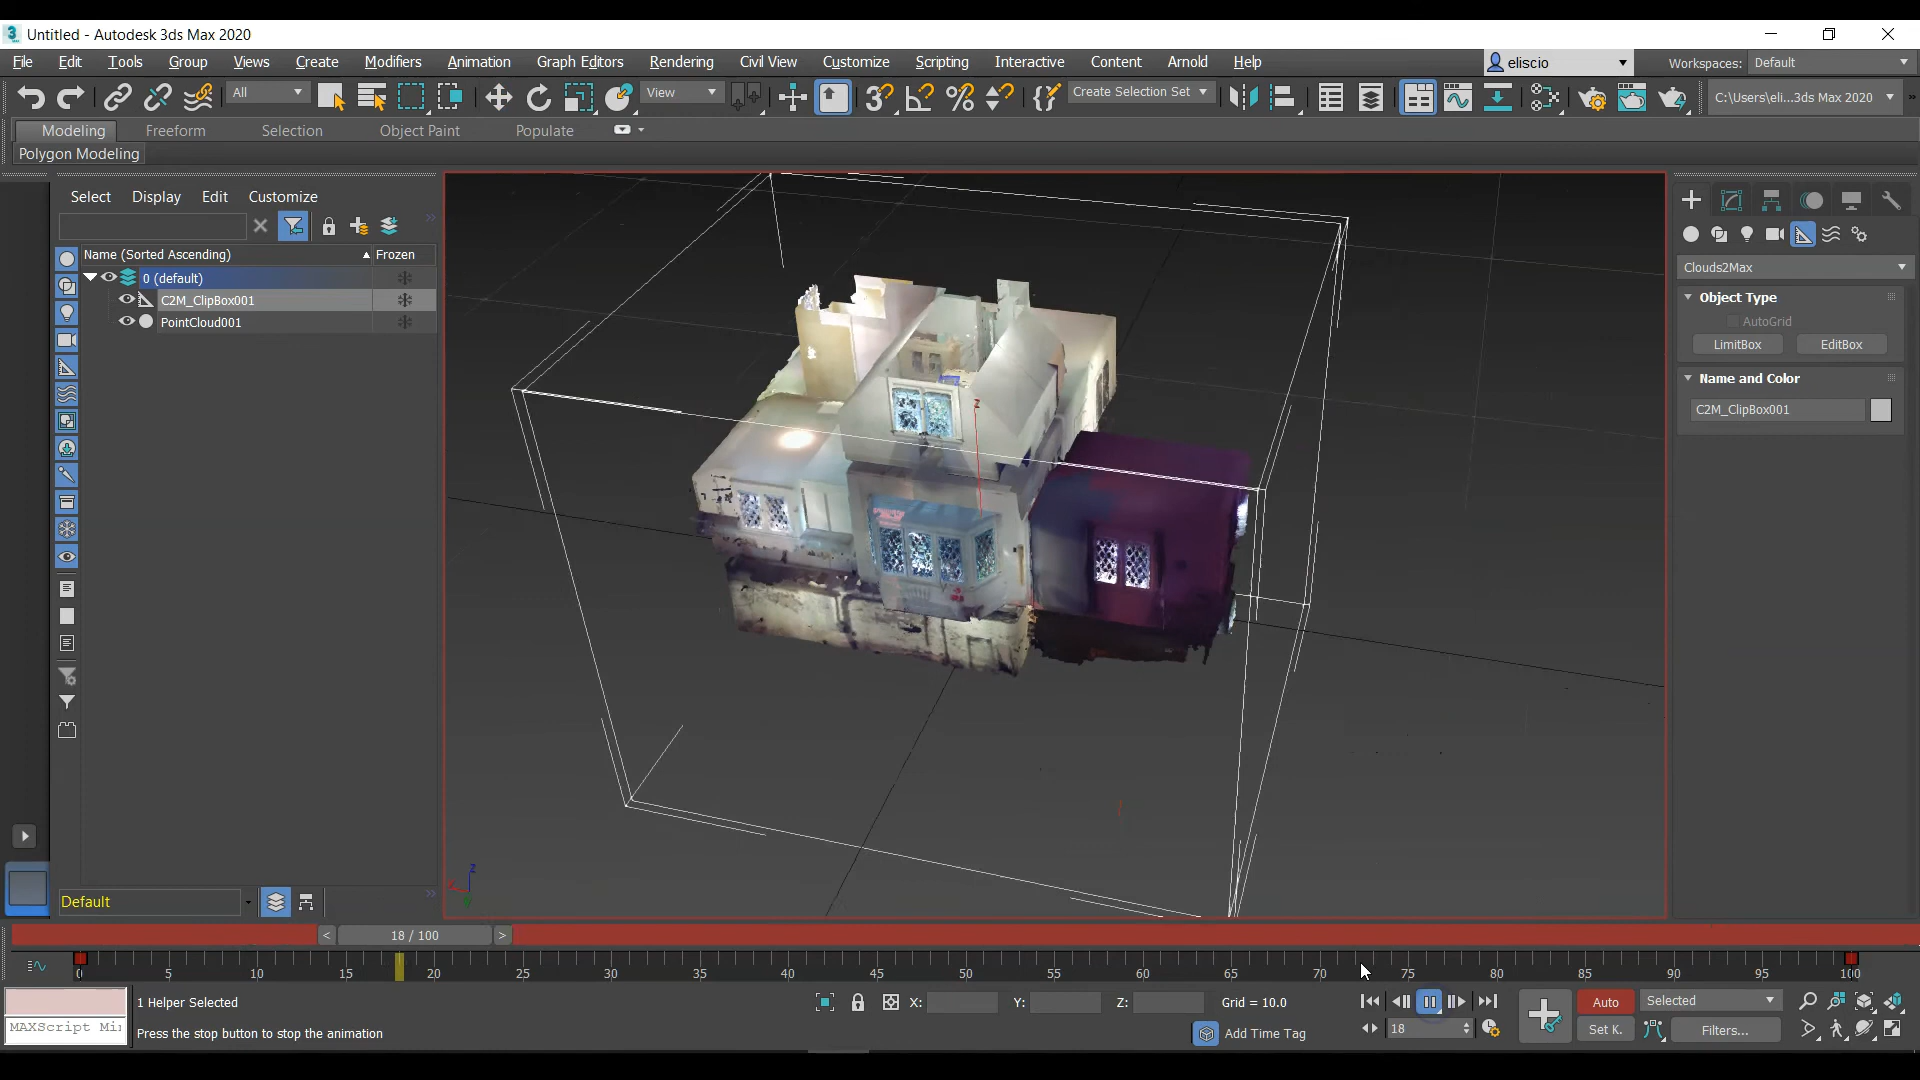 Untitled - Autodesk 3ds Max 2020
File Edit Tools Group Views Create Modifiers Animation Graph Editors Rendering Civil View Customize Scripting Interactive Content Arnold Help eliscio Workspaces: Default
All View Create Selection Set C:\Users\eli...3ds Max 2020
Modeling Freeform Selection Object Paint Populate
Polygon Modeling
Select Display Edit Customize
Name (Sorted Ascending) Frozen
0 (default)
C2M_ClipBox001
PointCloud001
Clouds2Max
Object Type
AutoGrid
LimitBox EditBox
Name and Color
C2M_ClipBox001
Default
< 18 / 100 >
0 5 10 15 20 25 30 35 40 45 50 55 60 65 70 75 80 85 90 95 100
1 Helper Selected X: Y: Z: Grid = 10.0 Auto Selected
MAXScript Mi Press the stop button to stop the animation Add Time Tag 18 Set K. Filters...